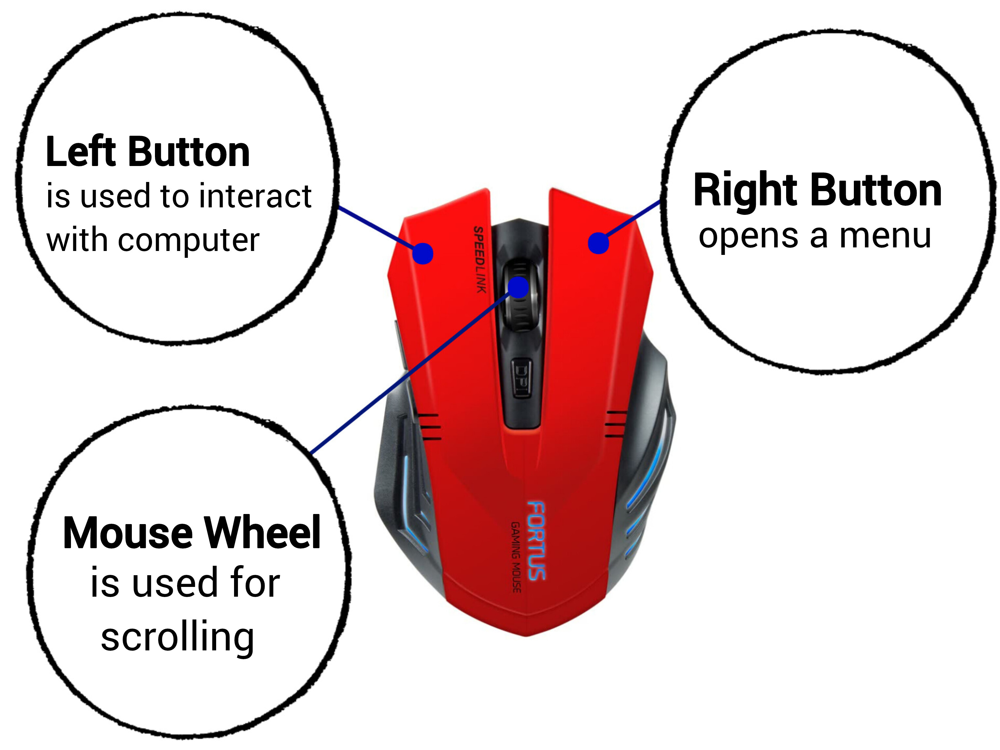 Left Button
is used to interact
with computer
Right Button
opens a menu
SPEEDLINK
DPI
Mouse Wheel
is used for
scrolling
FORTUS
GAMING MOUSE